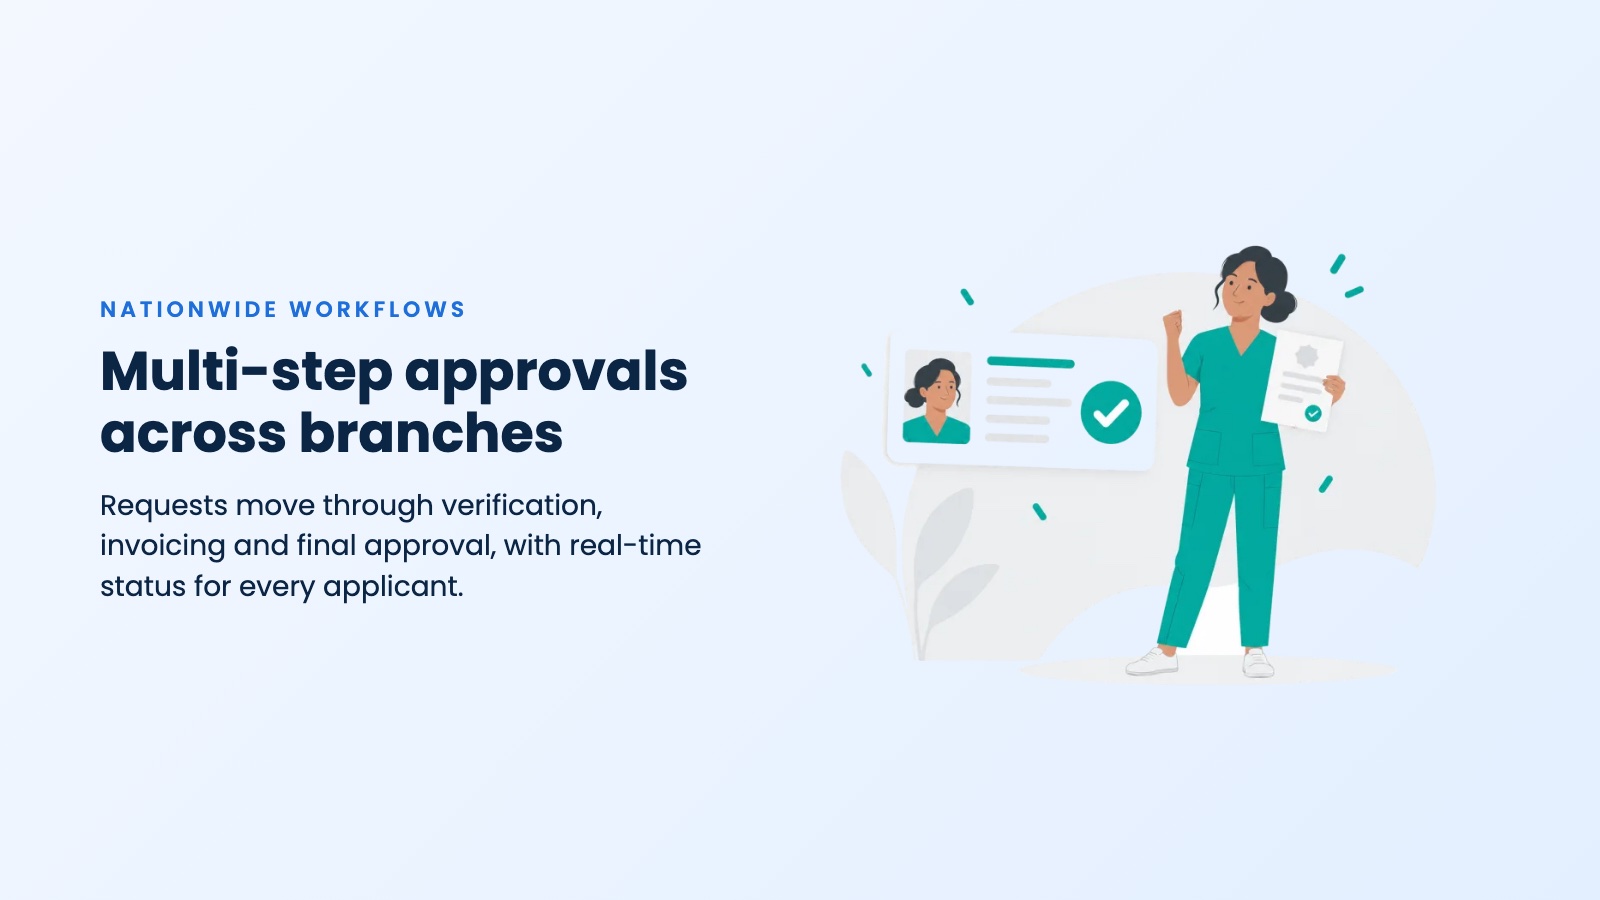 NATIONWIDE WORKFLOWS
Multi-step approvals
across branches
Requests move through verification,
invoicing and final approval, with real-time
status for every applicant.